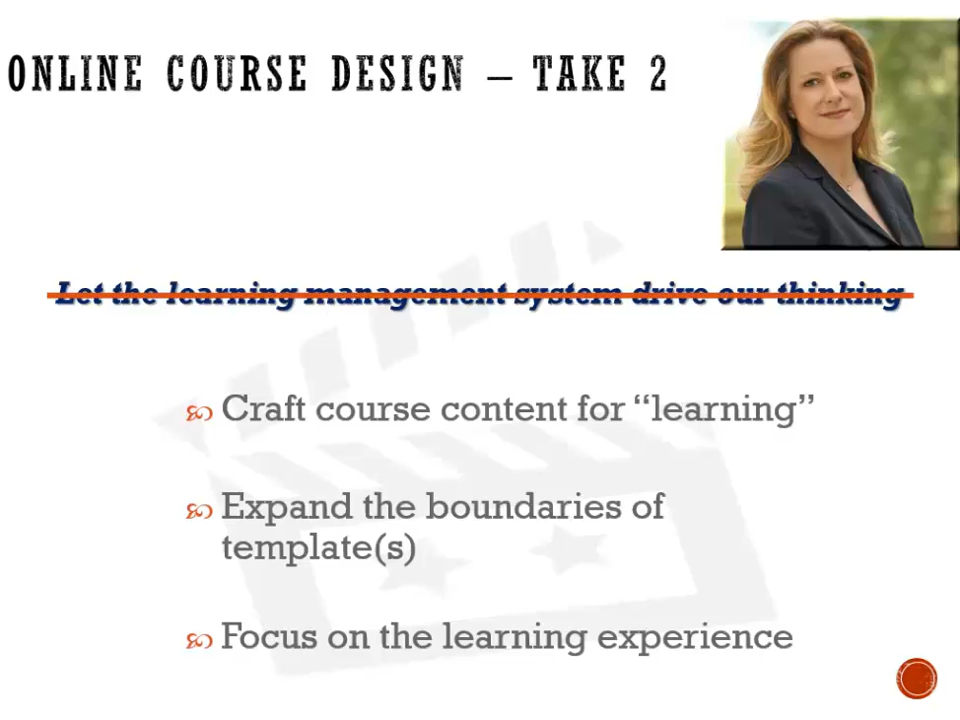 ONLINE COURSE DESIGN – TAKE 2
Let the learning management system drive our thinking
Craft course content for “learning”
Expand the boundaries of
template(s)
Focus on the learning experience